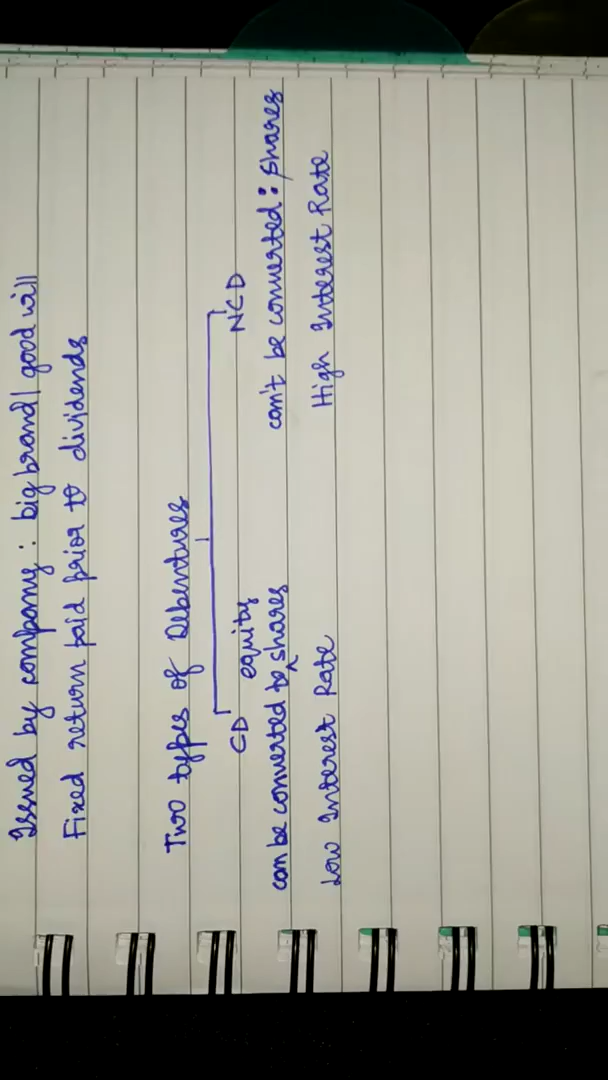 Issued by company : big brand | good will
Fixed return paid prior to dividends
Two types of Debentures
CD NCD
equity
can be converted to ^ shares can't be converted : shares
Low Interest Rate High Interest Rate